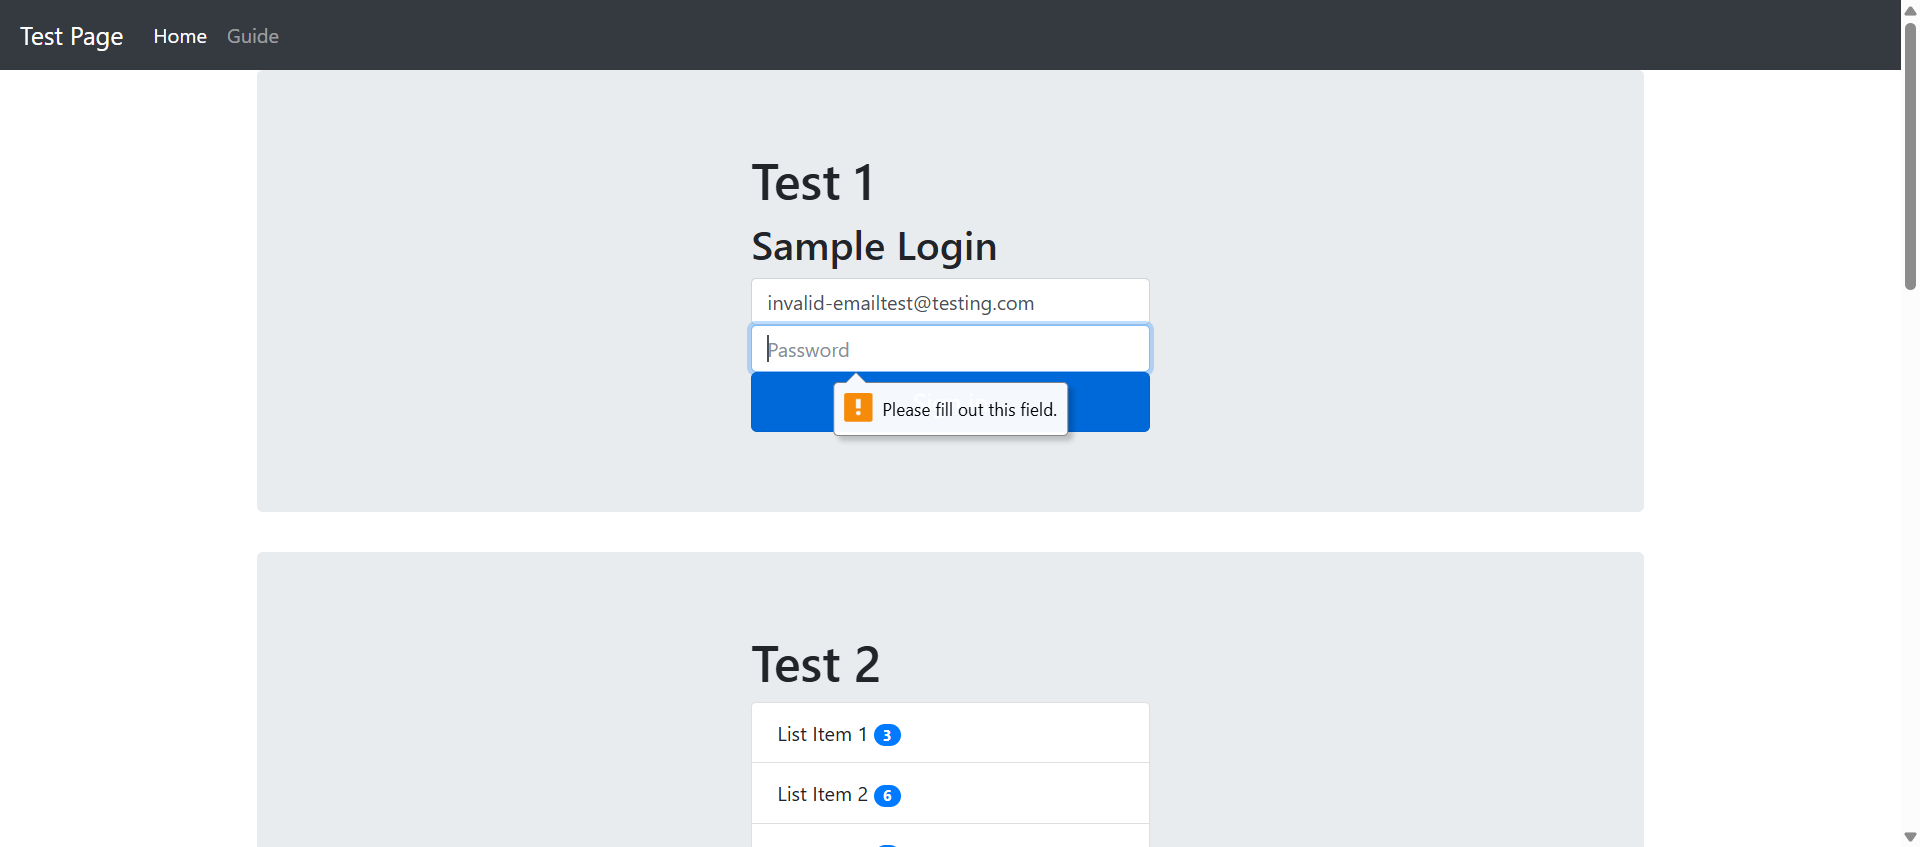 Test Page Home Guide
Test 1
Sample Login
invalid-emailtest@testing.com
Password
Please fill out this field.
Test 2
List Item 1 3
List Item 2 6